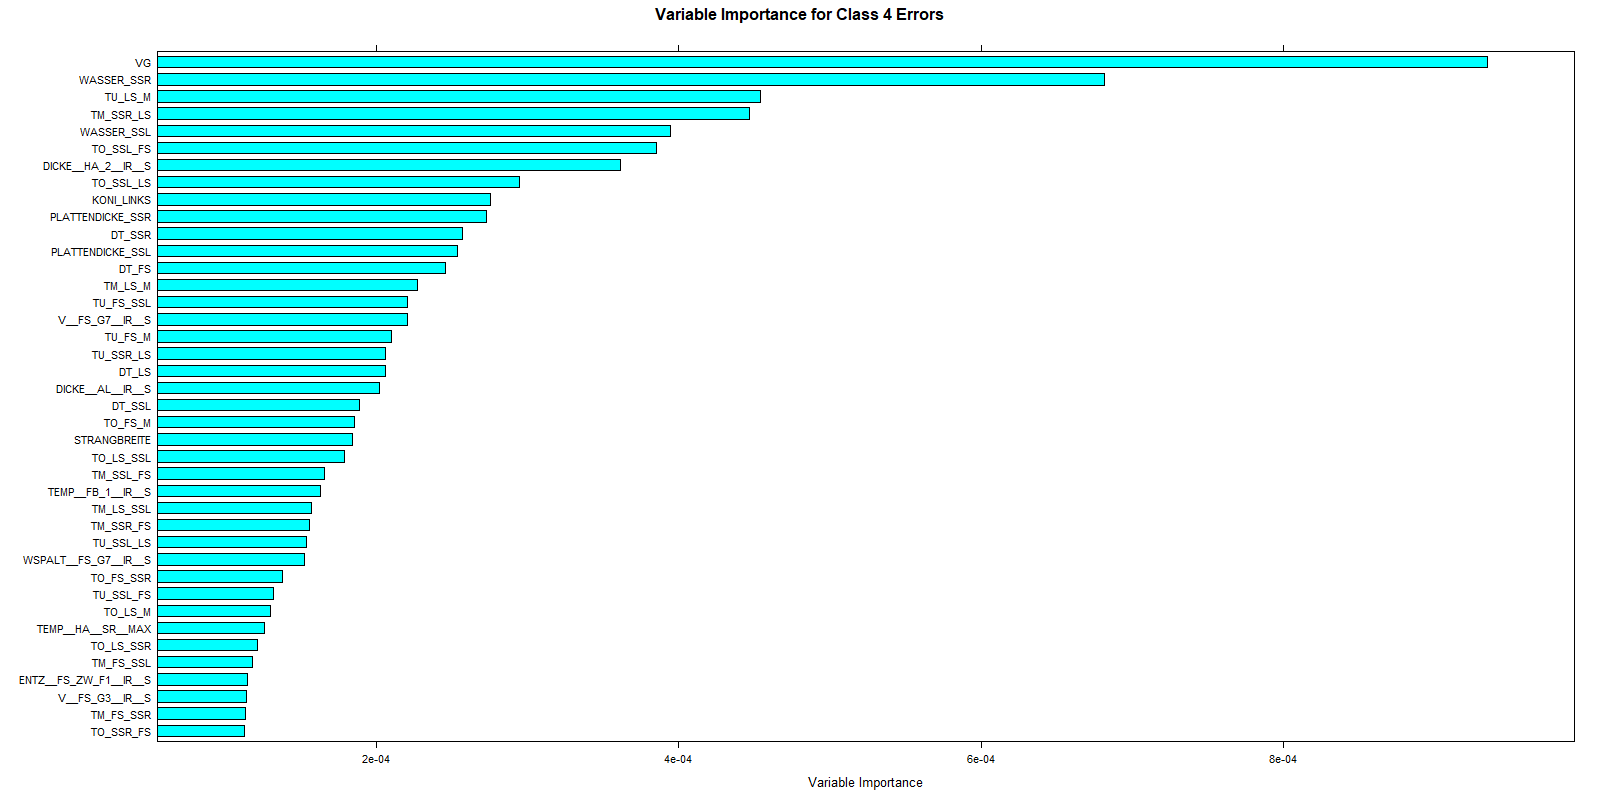 Variable Importance for Class 4 Errors
VG
WASSER_SSR
TU_LS_M
TM_SSR_LS
WASSER_SSL
TO_SSL_FS
DICKE__HA_2__IR__S
TO_SSL_LS
KONI_LINKS
PLATTENDICKE_SSR
DT_SSR
PLATTENDICKE_SSL
DT_FS
TM_LS_M
TU_FS_SSL
V__FS_G7__IR__S
TU_FS_M
TU_SSR_LS
DT_LS
DICKE__AL__IR__S
DT_SSL
TO_FS_M
STRANGBREITE
TO_LS_SSL
TM_SSL_FS
TEMP__FB_1__IR__S
TM_LS_SSL
TM_SSR_FS
TU_SSL_LS
WSPALT__FS_G7__IR__S
TO_FS_SSR
TU_SSL_FS
TO_LS_M
TEMP__HA__SR__MAX
TO_LS_SSR
TM_FS_SSL
ENTZ__FS_ZW_F1__IR__S
V__FS_G3__IR__S
TM_FS_SSR
TO_SSR_FS
2e-04 4e-04 6e-04 8e-04
Variable Importance